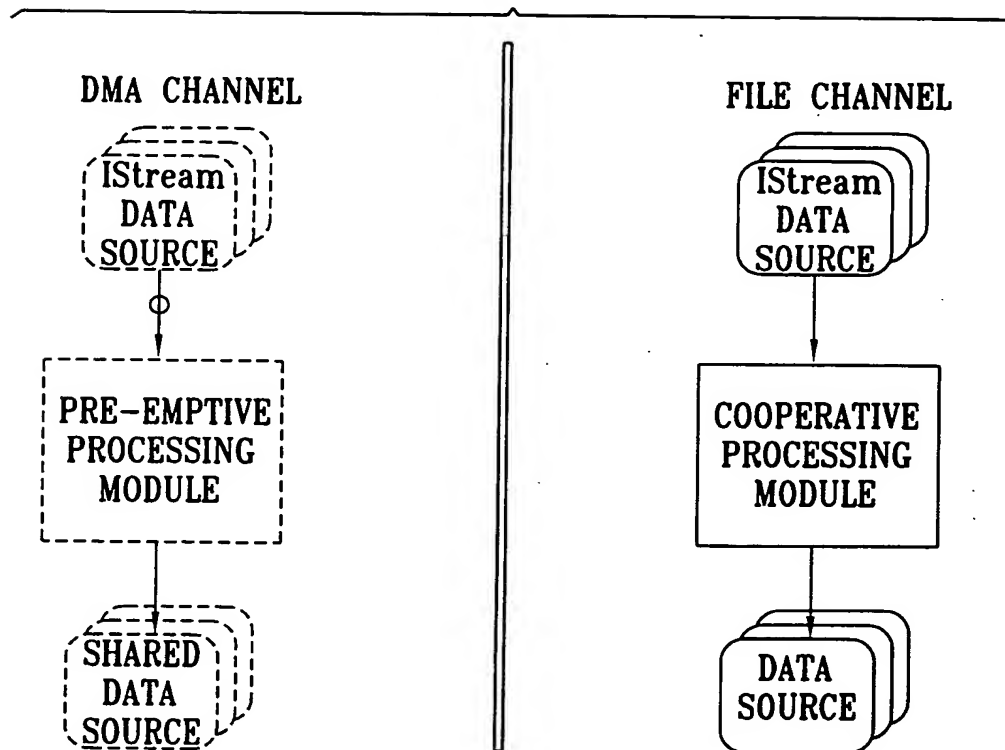 DMA CHANNEL
IStream
DATA
SOURCE
PRE-EMPTIVE
PROCESSING
MODULE
SHARED
DATA
SOURCE
FILE CHANNEL
IStream
DATA
SOURCE
COOPERATIVE
PROCESSING
MODULE
DATA
SOURCE